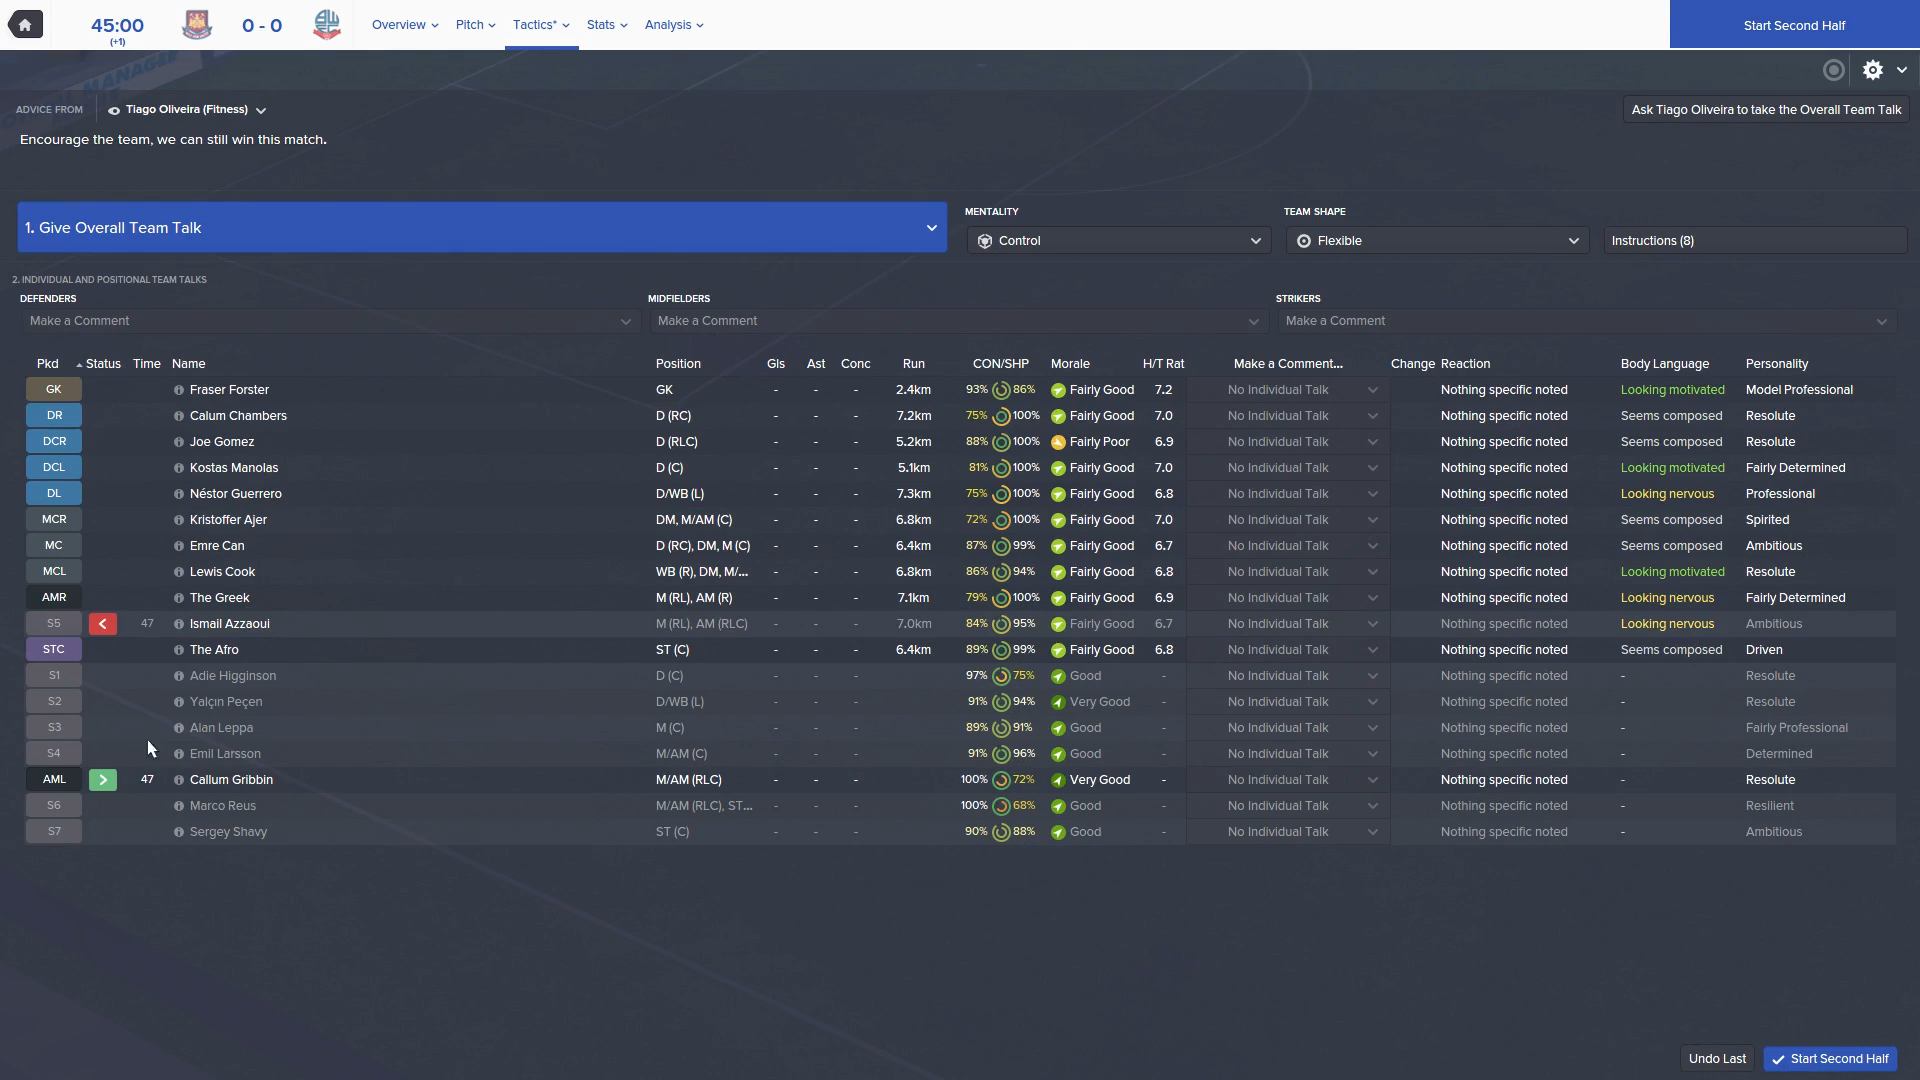 45:00
(+1)
0 - 0
Overview
Pitch
Tactics*
Stats
Analysis
Start Second Half
MANAGER
ADVICE FROM
Tiago Oliveira (Fitness)
Ask Tiago Oliveira to take the Overall Team Talk
Encourage the team, we can still win this match.
1. Give Overall Team Talk
MENTALITY
Control
TEAM SHAPE
Flexible
Instructions (8)
2. INDIVIDUAL AND POSITIONAL TEAM TALKS
DEFENDERS MIDFIELDERS STRIKERS
Make a Comment Make a Comment Make a Comment
Pkd Status Time Name Position Gls Ast Conc Run CON/SHP Morale H/T Rat Make a Comment... Change Reaction Body Language Personality
GK Fraser Forster GK - - - 2.4km 93% 86% Fairly Good 7.2 No Individual Talk Nothing specific noted Looking motivated Model Professional
DR Calum Chambers D (RC) - - - 7.2km 75% 100% Fairly Good 7.0 No Individual Talk Nothing specific noted Seems composed Resolute
DCR Joe Gomez D (RLC) - - - 5.2km 88% 100% Fairly Poor 6.9 No Individual Talk Nothing specific noted Seems composed Resolute
DCL Kostas Manolas D (C) - - - 5.1km 81% 100% Fairly Good 7.0 No Individual Talk Nothing specific noted Looking motivated Fairly Determined
DL Néstor Guerrero D/WB (L) - - - 7.3km 75% 100% Fairly Good 6.8 No Individual Talk Nothing specific noted Looking nervous Professional
MCR Kristoffer Ajer DM, M/AM (C) - - - 6.8km 72% 100% Fairly Good 7.0 No Individual Talk Nothing specific noted Seems composed Spirited
MC Emre Can D (RC), DM, M (C) - - - 6.4km 87% 99% Fairly Good 6.7 No Individual Talk Nothing specific noted Seems composed Ambitious
MCL Lewis Cook WB (R), DM, M/... - - - 6.8km 86% 94% Fairly Good 6.8 No Individual Talk Nothing specific noted Looking motivated Resolute
AMR The Greek M (RL), AM (R) - - - 7.1km 79% 100% Fairly Good 6.9 No Individual Talk Nothing specific noted Looking nervous Fairly Determined
S5 47 Ismail Azzaoui M (RL), AM (RLC) - - - 7.0km 84% 95% Fairly Good 6.7 No Individual Talk Nothing specific noted Looking nervous Ambitious
STC The Afro ST (C) - - - 6.4km 89% 99% Fairly Good 6.8 No Individual Talk Nothing specific noted Seems composed Driven
S1 Adie Higginson D (C) - - - 97% 75% Good - No Individual Talk Nothing specific noted - Resolute
S2 Yalçın Peçen D/WB (L) - - - 91% 94% Very Good - No Individual Talk Nothing specific noted - Resolute
S3 Alan Leppa M (C) - - - 89% 91% Good - No Individual Talk Nothing specific noted - Fairly Professional
S4 Emil Larsson M/AM (C) - - - 91% 96% Good - No Individual Talk Nothing specific noted - Determined
AML 47 Callum Gribbin M/AM (RLC) - - - 100% 72% Very Good - No Individual Talk Nothing specific noted - Resolute
S6 Marco Reus M/AM (RLC), ST... - - - 100% 68% Good - No Individual Talk Nothing specific noted - Resilient
S7 Sergey Shavy ST (C) - - - 90% 88% Good - No Individual Talk Nothing specific noted - Ambitious
Undo Last
Start Second Half